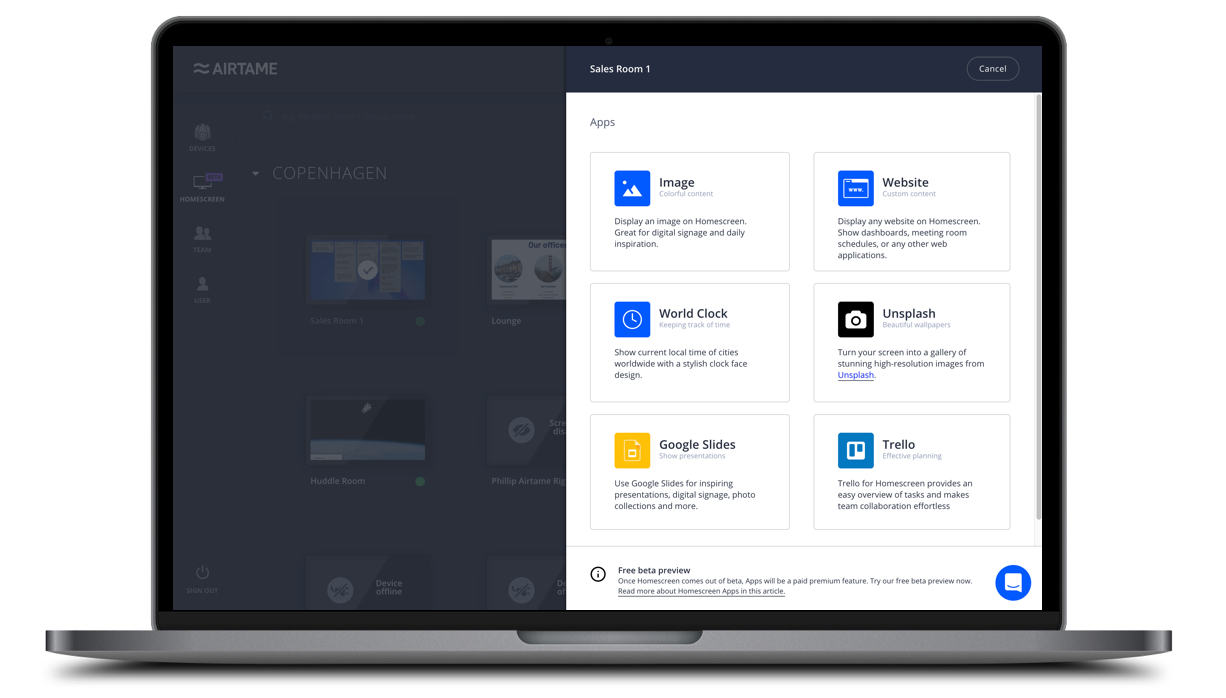 AIRTAME
DEVICES
BETA
HOMESCREEN
TEAM
USER
SIGN OUT
COPENHAGEN
Our office
Sales Room 1
Lounge
Huddle Room
Phillip Airtame Rig
Device
offline
Sales Room 1
Cancel
Apps
Image
Colorful content
Display an image on Homescreen.
Great for digital signage and daily
inspiration.
Website
Custom content
www.
Display any website on Homescreen.
Show dashboards, meeting room
schedules, or any other web
applications.
World Clock
Keeping track of time
Show current local time of cities
worldwide with a stylish clock face
design.
Unsplash
Beautiful wallpapers
Turn your screen into a gallery of
stunning high-resolution images from
Unsplash.
Google Slides
Show presentations
Use Google Slides for inspiring
presentations, digital signage, photo
collections and more.
Trello
Effective planning
Trello for Homescreen provides an
easy overview of tasks and makes
team collaboration effortless
Free beta preview
Once Homescreen comes out of beta, Apps will be a paid premium feature. Try our free beta preview now.
Read more about Homescreen Apps in this article.